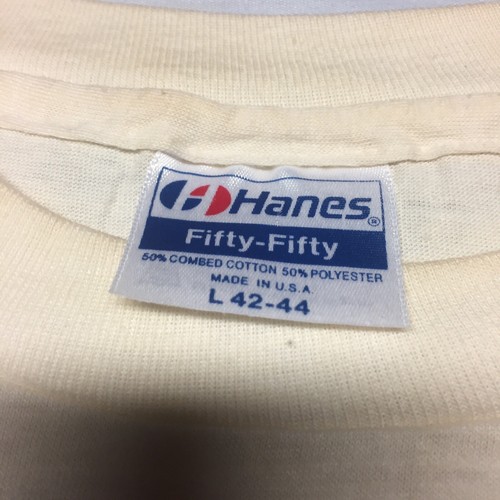 Hanes®
Fifty-Fifty
50% COMBED COTTON 50% POLYESTER
MADE IN U.S.A.
L 42-44